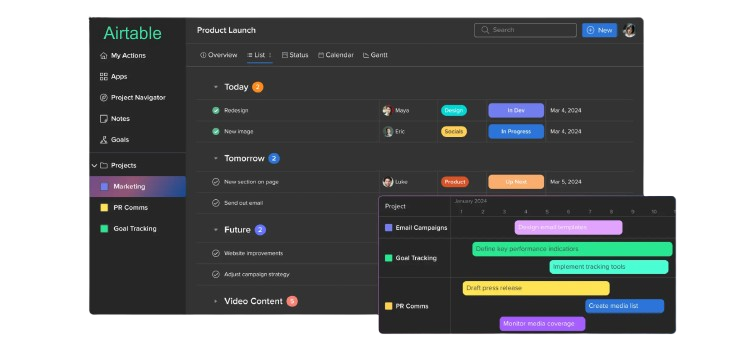 Airtable
My Actions
Apps
Project Navigator
Notes
Goals
Projects
Marketing
PR Comms
Goal Tracking
Product Launch
Search
New
Overview List Status Calendar Gantt
Today 2
Redesign Maya Design In Dev Mar 4, 2024
New image Eric Socials In Progress Mar 4, 2024
Tomorrow 2
New section on page Luke Product Up Next Mar 5, 2024
Send out email
Future 2
Website improvements
Adjust campaign strategy
Video Content 5
Project January 2024
1 2 3 4 5 6 7 8 9 10
Email Campaigns Design email templates
Define key performance indicators
Goal Tracking
Implement tracking tools
Draft press release
PR Comms Create media list
Monitor media coverage